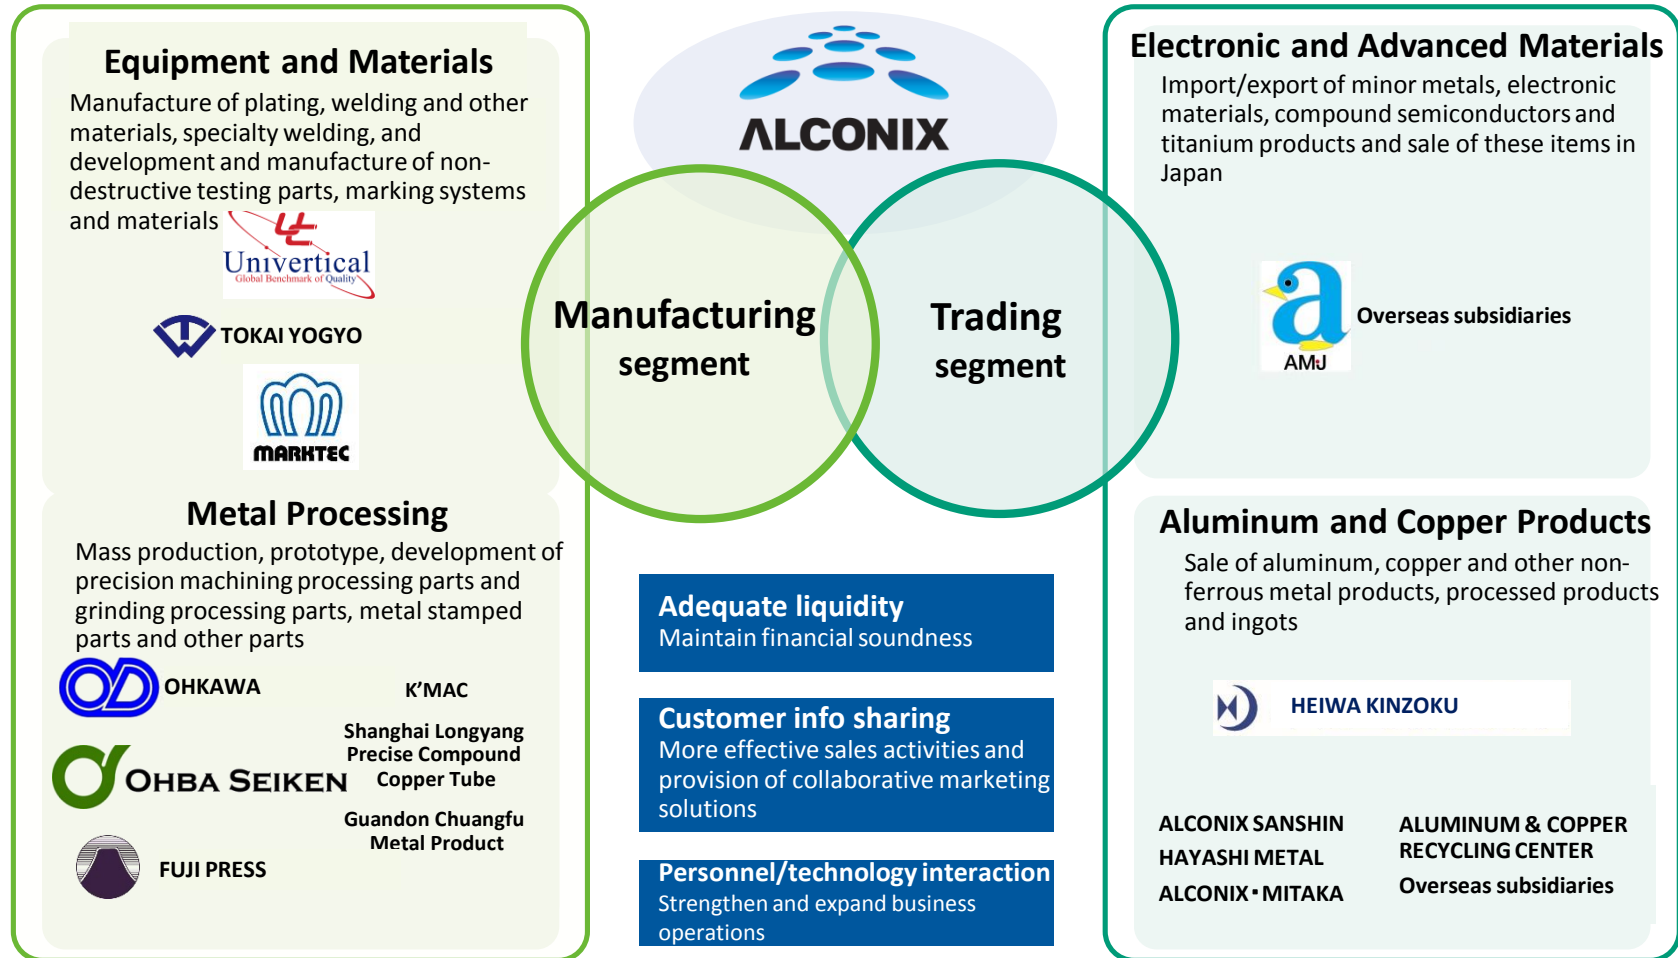 Equipment and Materials
Manufacture of plating, welding and other
materials, specialty welding, and
development and manufacture of non-
destructive testing parts, marking systems
and materials
Univertical
Global Benchmark of Quality
TOKAI YOGYO
MARKTEC
Metal Processing
Mass production, prototype, development of
precision machining processing parts and
grinding processing parts, metal stamped
parts and other parts
OHKAWA
OHBA SEIKEN
FUJI PRESS
K'MAC
Shanghai Longyang
Precise Compound
Copper Tube
Guandon Chuangfu
Metal Product
ALCONIX
Manufacturing
segment
Trading
segment
Adequate liquidity
Maintain financial soundness
Customer info sharing
More effective sales activities and
provision of collaborative marketing
solutions
Personnel/technology interaction
Strengthen and expand business
operations
Electronic and Advanced Materials
Import/export of minor metals, electronic
materials, compound semiconductors and
titanium products and sale of these items in
Japan
AMJ
Overseas subsidiaries
Aluminum and Copper Products
Sale of aluminum, copper and other non-
ferrous metal products, processed products
and ingots
HEIWA KINZOKU
ALCONIX SANSHIN
HAYASHI METAL
ALCONIX・MITAKA
ALUMINUM & COPPER
RECYCLING CENTER
Overseas subsidiaries